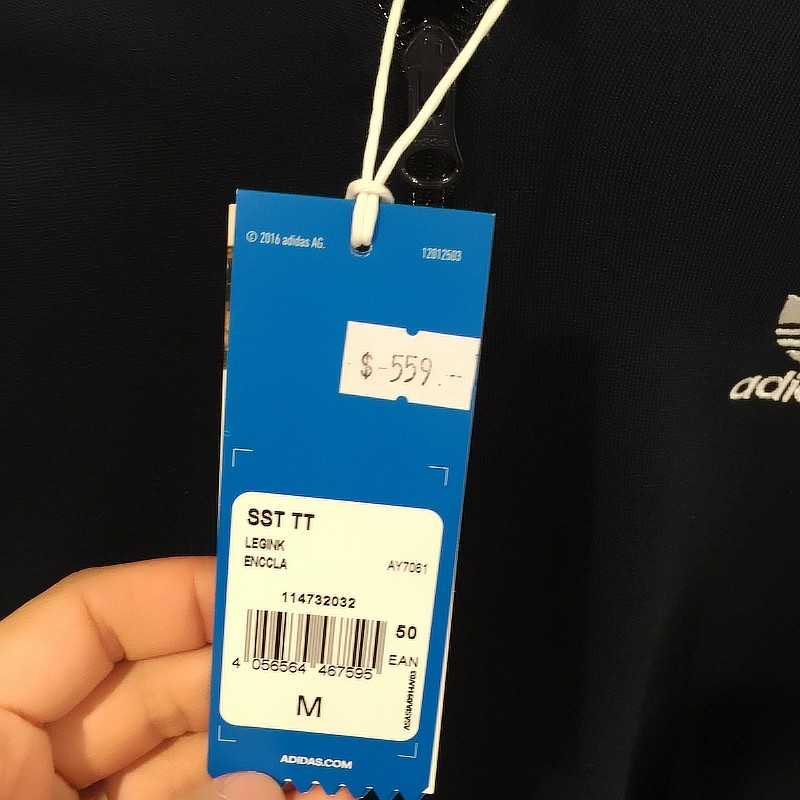 © 2016 adidas AG.
12012503
$-559.--
SST TT
LEGINK
ENCCLA
AY7061
114732032
50
EAN
4 056564 467595
M
ADIDAS.COM